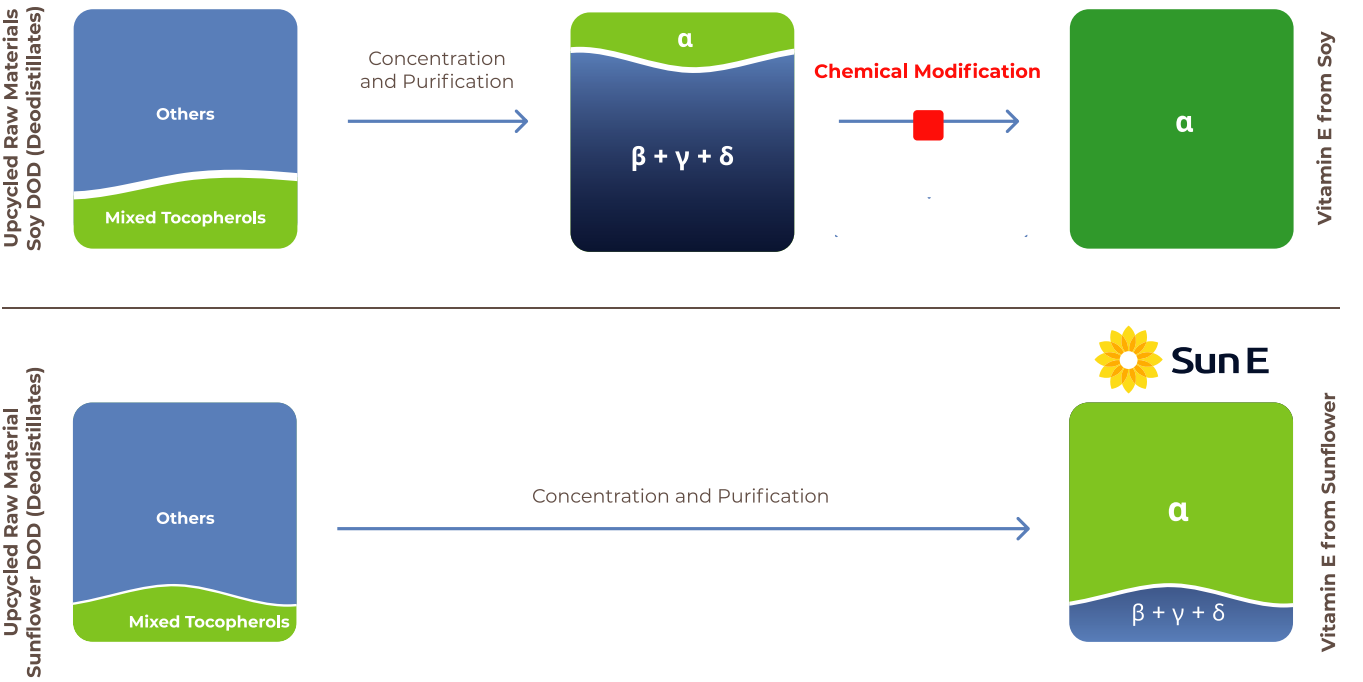 Upcycled Raw Materials
Soy DOD (Deodistillates)
Others
Mixed Tocopherols
Concentration
and Purification
α
β + γ + δ
Chemical Modification
α
Vitamin E from Soy
Upcycled Raw Material
Sunflower DOD (Deodistillates)
Others
Mixed Tocopherols
Concentration and Purification
Sun E
α
β + γ + δ
Vitamin E from Sunflower